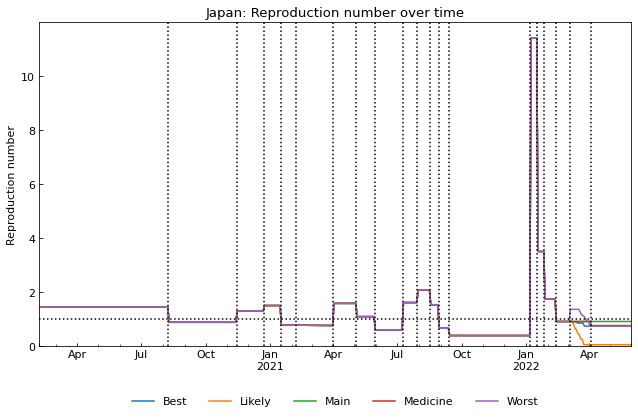 Japan: Reproduction number over time
Reproduction number
10
8
6
4
2
0
Apr Jul Oct Jan Apr Jul Oct Jan Apr
2021 2022
Best Likely Main Medicine Worst